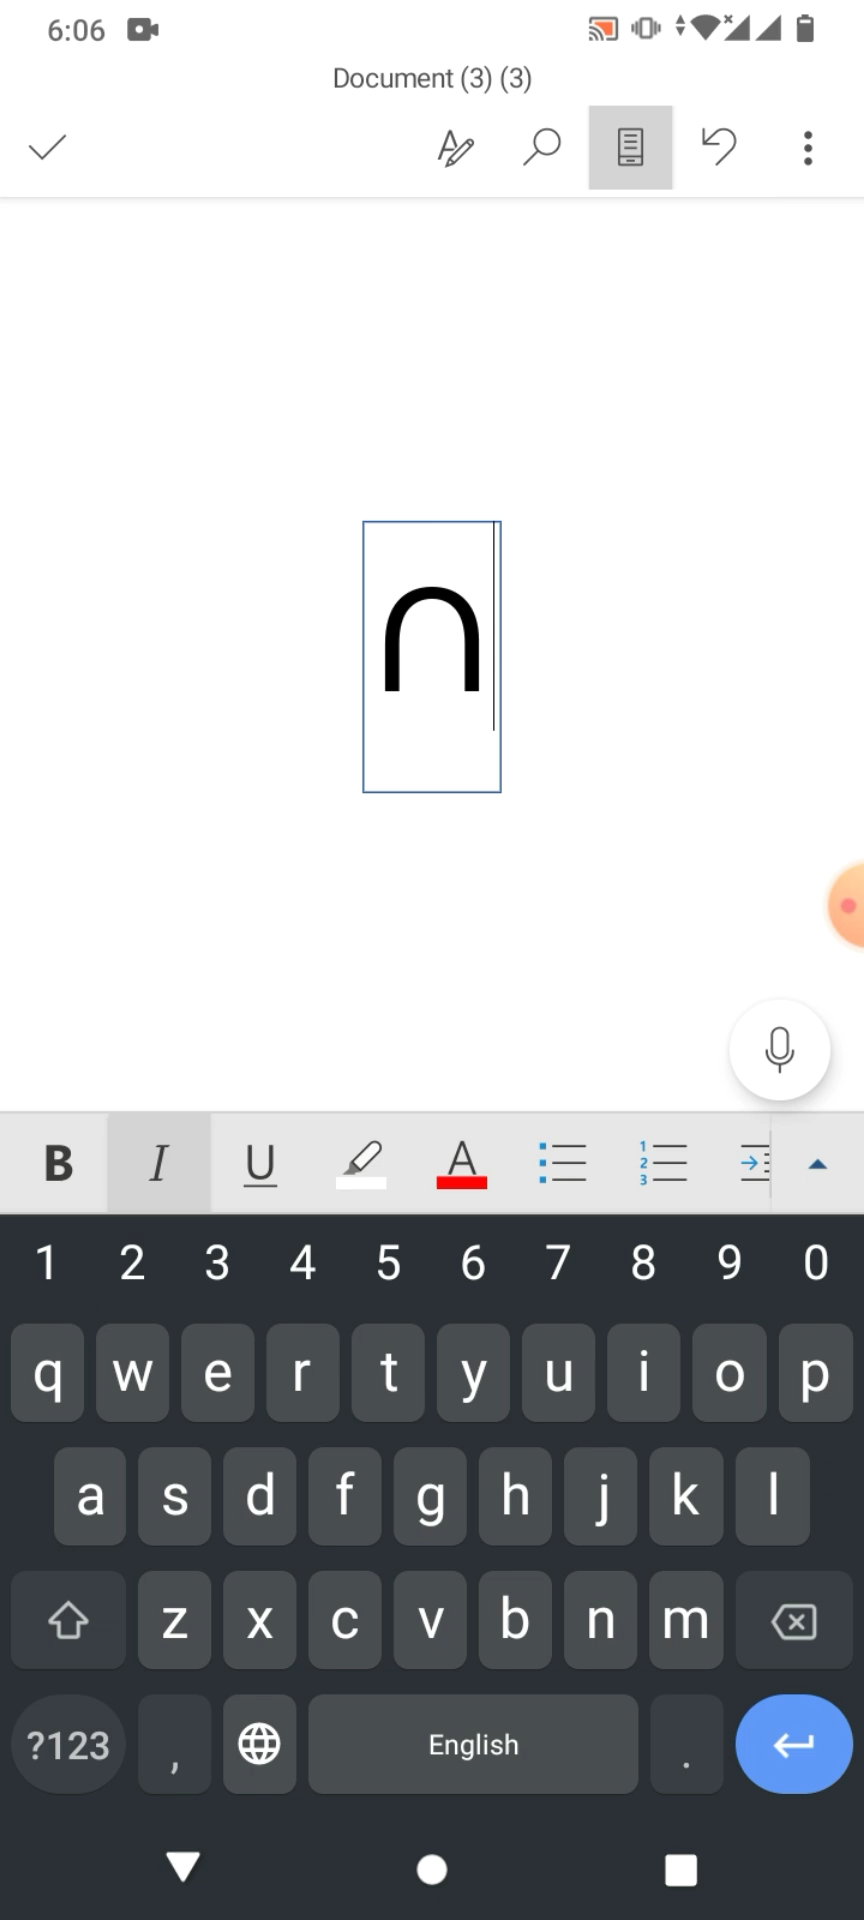 6:06
Document (3) (3)
∩
B I U A
1 2 3 4 5 6 7 8 9 0
q w e r t y u i o p
a s d f g h j k l
z x c v b n m
?123 , English .